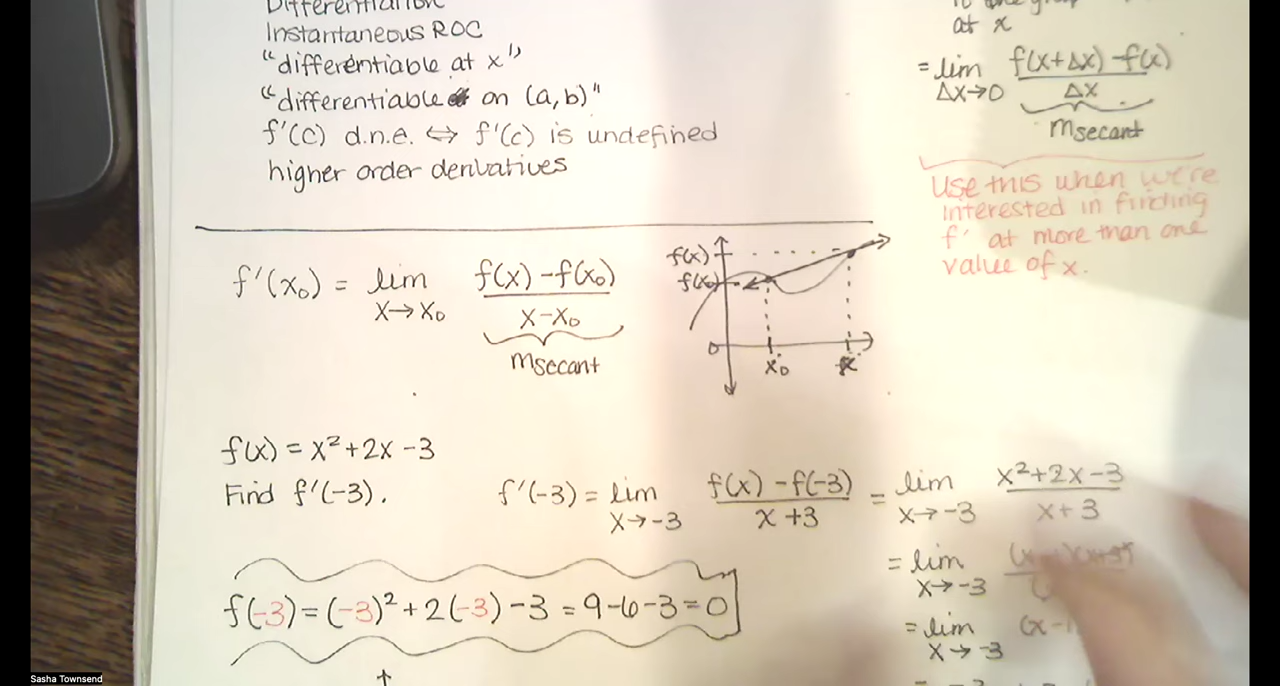 Differentiation
Instantaneous ROC
"differentiable at x"
"differentiable on (a,b)"
f'(c) d.n.e. ⇔ f'(c) is undefined
higher order derivatives
at x
= lim Δx→0 f(x+Δx) - f(x) / Δx
msecant
Use this when we're
interested in finding
f' at more than one
value of x.
f'(x₀) = lim x→x₀ f(x) - f(x₀) / x - x₀
msecant
f(x)
f(x₀)
0
x₀
x
f(x) = x² + 2x - 3
Find f'(-3).
f'(-3) = lim x→-3 f(x) - f(-3) / x + 3 = lim x→-3 x² + 2x - 3 / x + 3
= lim x→-3
= lim x→-3 (x - 1
f(-3) = (-3)² + 2(-3) - 3 = 9 - 6 - 3 = 0
Sasha Townsend